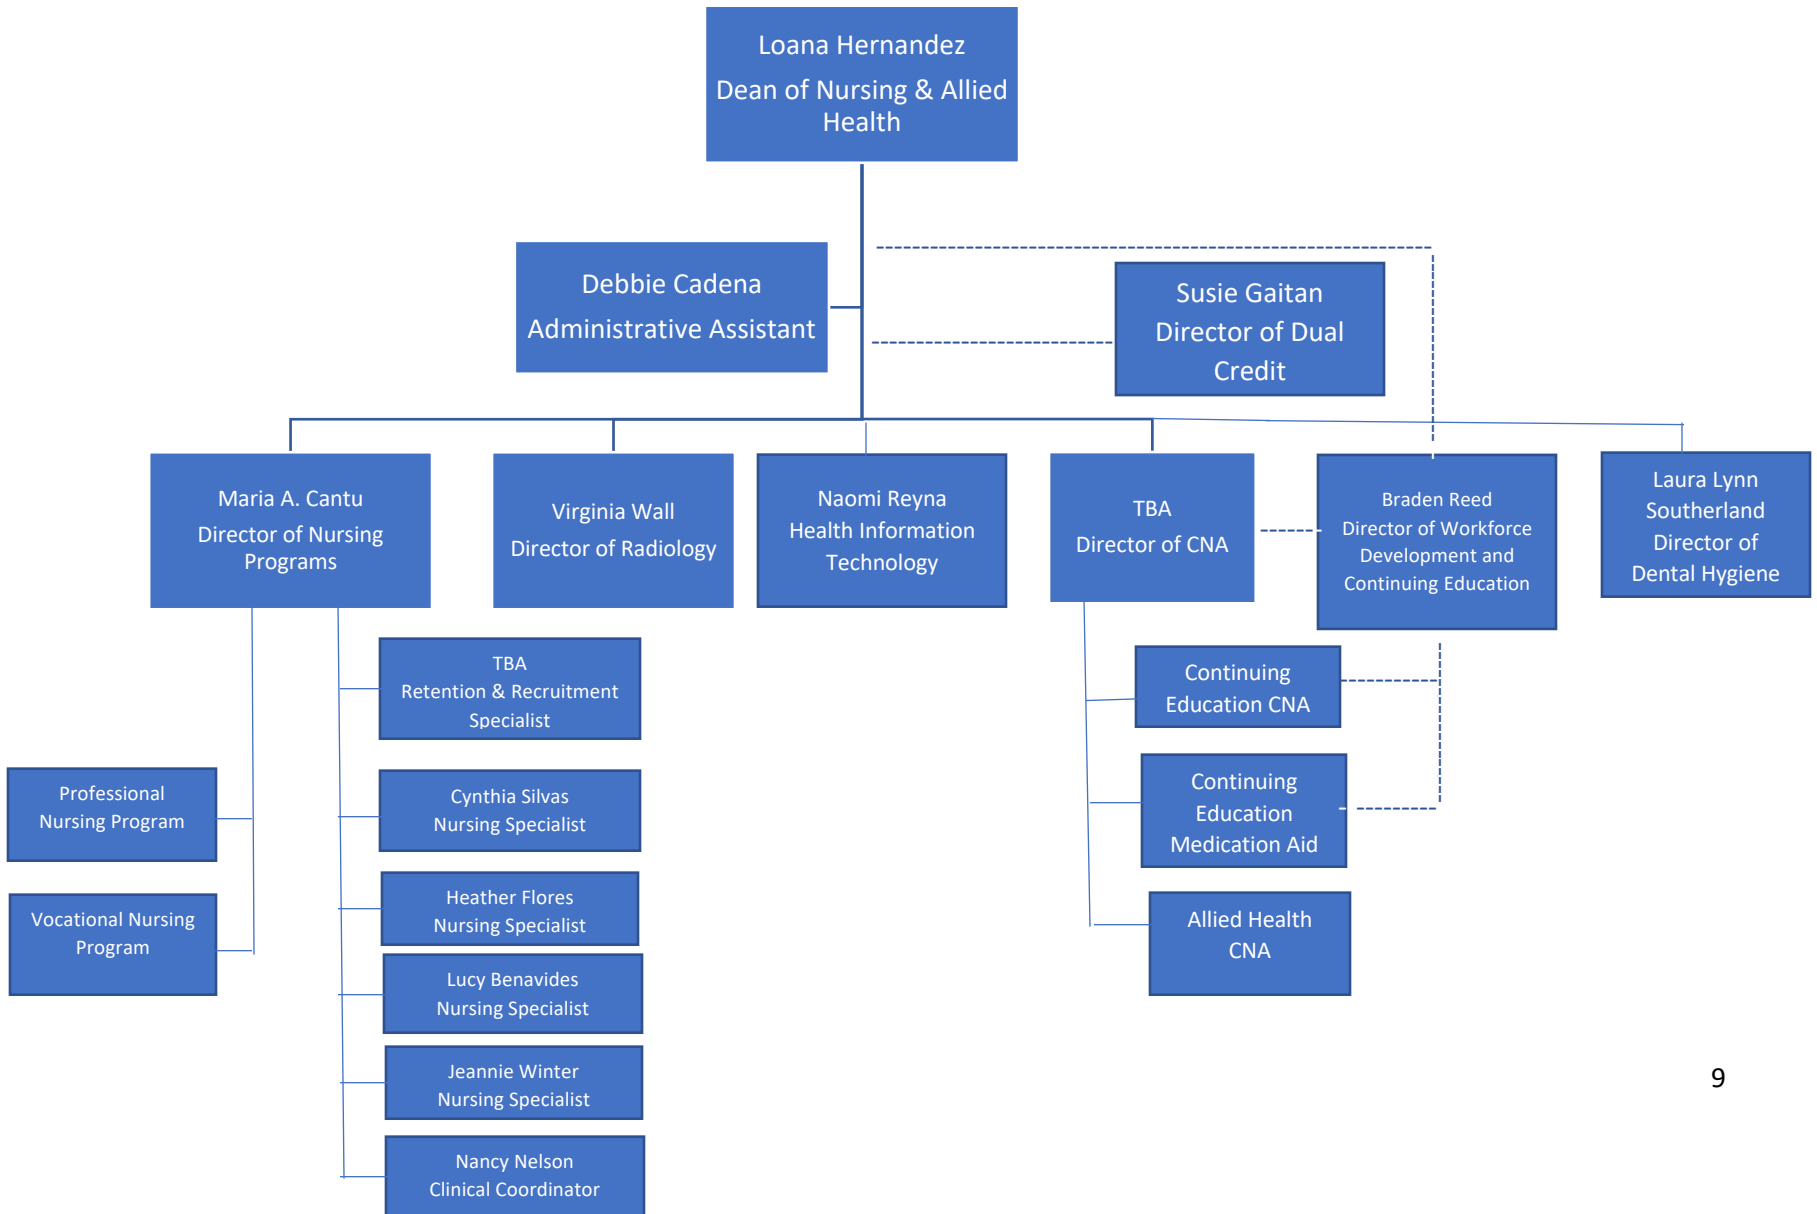 Loana Hernandez
Dean of Nursing & Allied
Health
Debbie Cadena
Administrative Assistant
Susie Gaitan
Director of Dual
Credit
Maria A. Cantu
Director of Nursing
Programs
Virginia Wall
Director of Radiology
Naomi Reyna
Health Information
Technology
TBA
Director of CNA
Braden Reed
Director of Workforce
Development and
Continuing Education
Laura Lynn
Southerland
Director of
Dental Hygiene
TBA
Retention & Recruitment
Specialist
Continuing
Education CNA
Professional
Nursing Program
Cynthia Silvas
Nursing Specialist
Continuing
Education
Medication Aid
Vocational Nursing
Program
Heather Flores
Nursing Specialist
Allied Health
CNA
Lucy Benavides
Nursing Specialist
Jeannie Winter
Nursing Specialist
Nancy Nelson
Clinical Coordinator
9